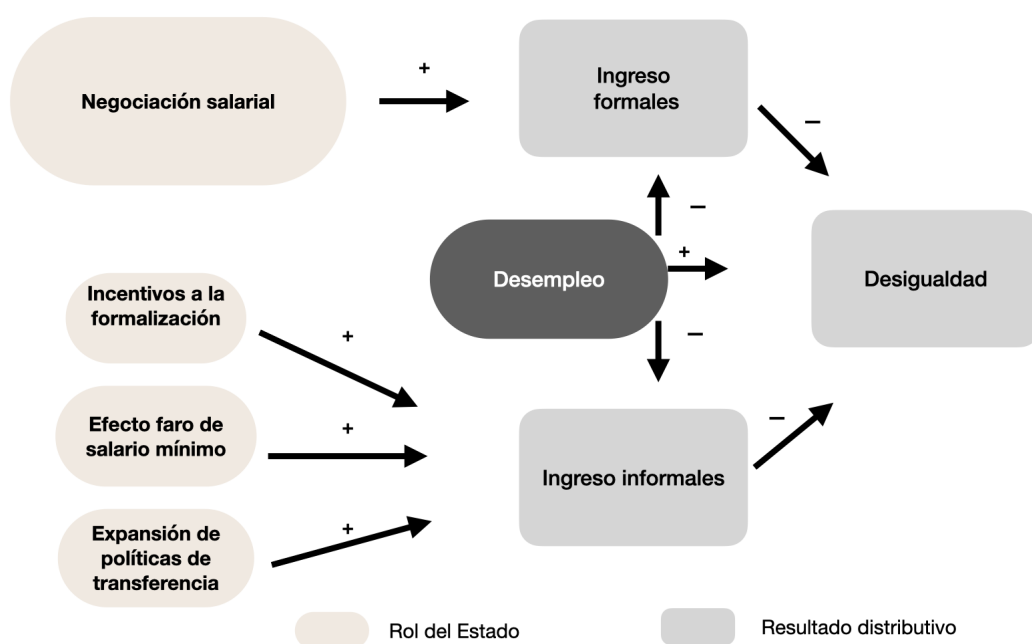 Negociación salarial
+
Ingreso
formales
–
–
+
Desempleo
Desigualdad
–
Incentivos a la
formalización
+
Efecto faro de
salario mínimo
+
Ingreso informales
–
Expansión de
políticas de
transferencia
+
Rol del Estado
Resultado distributivo